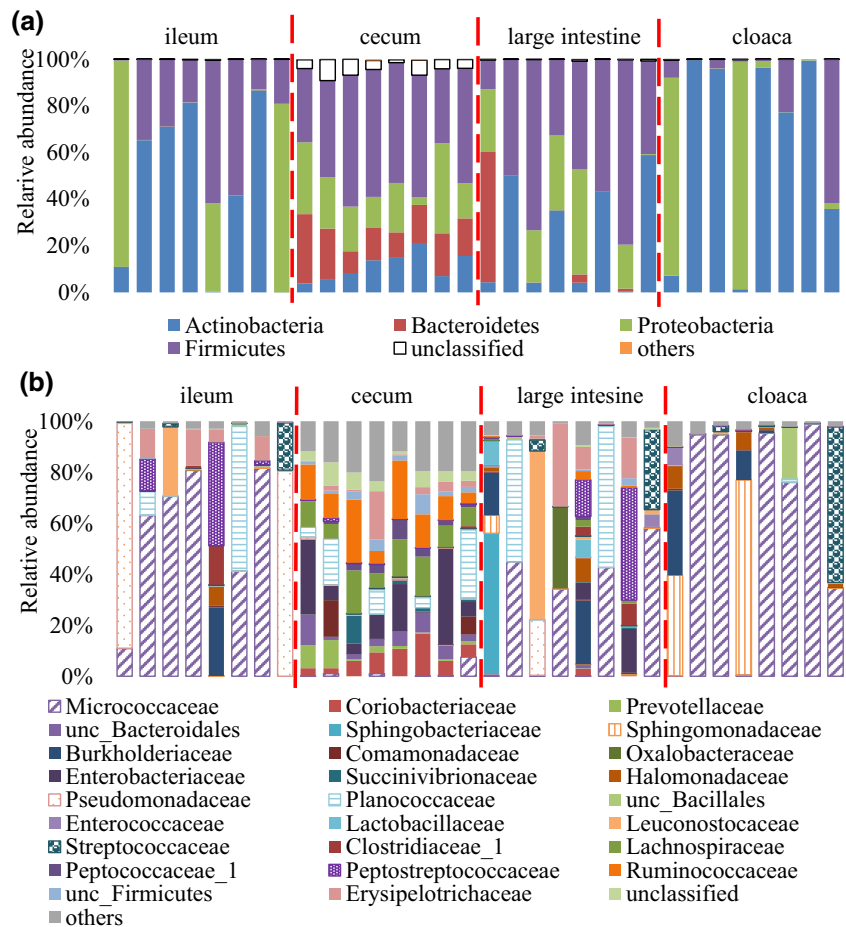 (a)
ileum cecum large intestine cloaca
Relarive abundance
100%
80%
60%
40%
20%
0%
Actinobacteria Bacteroidetes Proteobacteria
Firmicutes unclassified others
(b)
ileum cecum large intesine cloaca
Relative abundance
100%
80%
60%
40%
20%
0%
Micrococcaceae Coriobacteriaceae Prevotellaceae
unc_Bacteroidales Sphingobacteriaceae Sphingomonadaceae
Burkholderiaceae Comamonadaceae Oxalobacteraceae
Enterobacteriaceae Succinivibrionaceae Halomonadaceae
Pseudomonadaceae Planococcaceae unc_Bacillales
Enterococcaceae Lactobacillaceae Leuconostocaceae
Streptococcaceae Clostridiaceae_1 Lachnospiraceae
Peptococcaceae_1 Peptostreptococcaceae Ruminococcaceae
unc_Firmicutes Erysipelotrichaceae unclassified
others